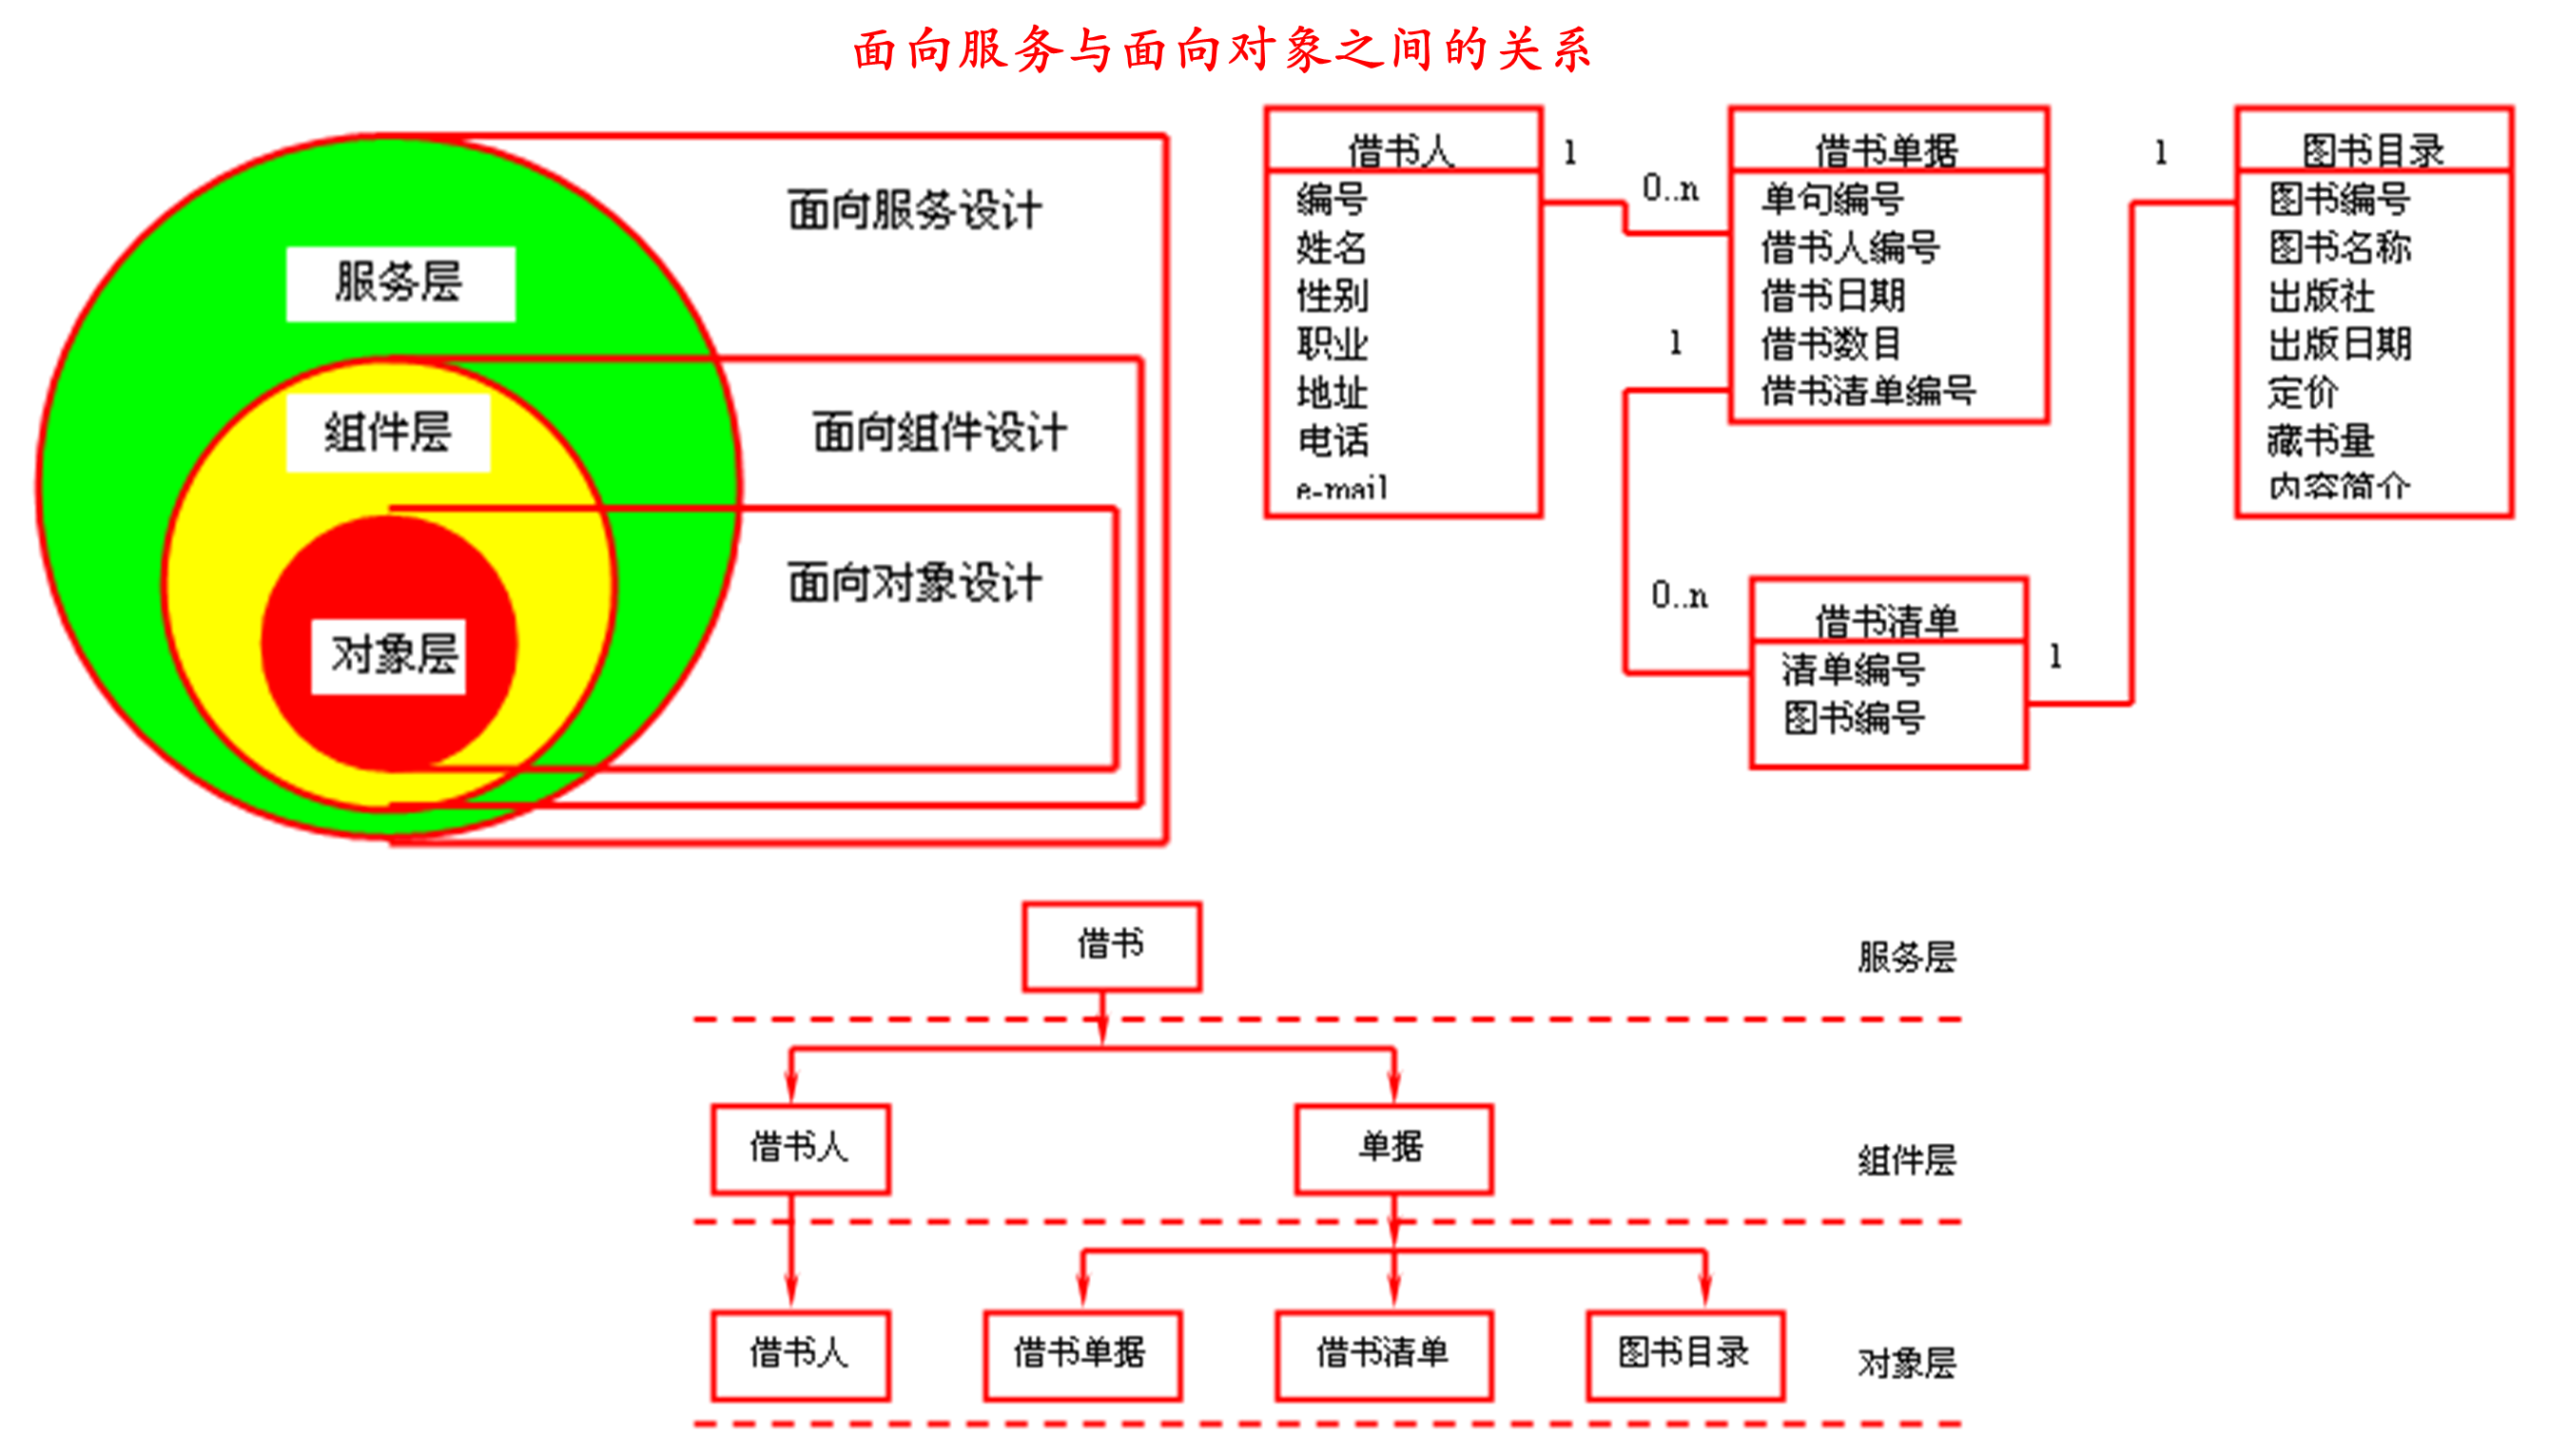 面向服务与面向对象之间的关系
服务层
组件层
对象层
面向服务设计
面向组件设计
面向对象设计
借书人
编号
姓名
性别
职业
地址
电话
e-mail
1
0..n
借书单据
单句编号
借书人编号
借书日期
借书数目
借书清单编号
1
0..n
借书清单
清单编号
图书编号
1
1
图书目录
图书编号
图书名称
出版社
出版日期
定价
藏书量
内容简介
借书
服务层
借书人
单据
组件层
借书人
借书单据
借书清单
图书目录
对象层